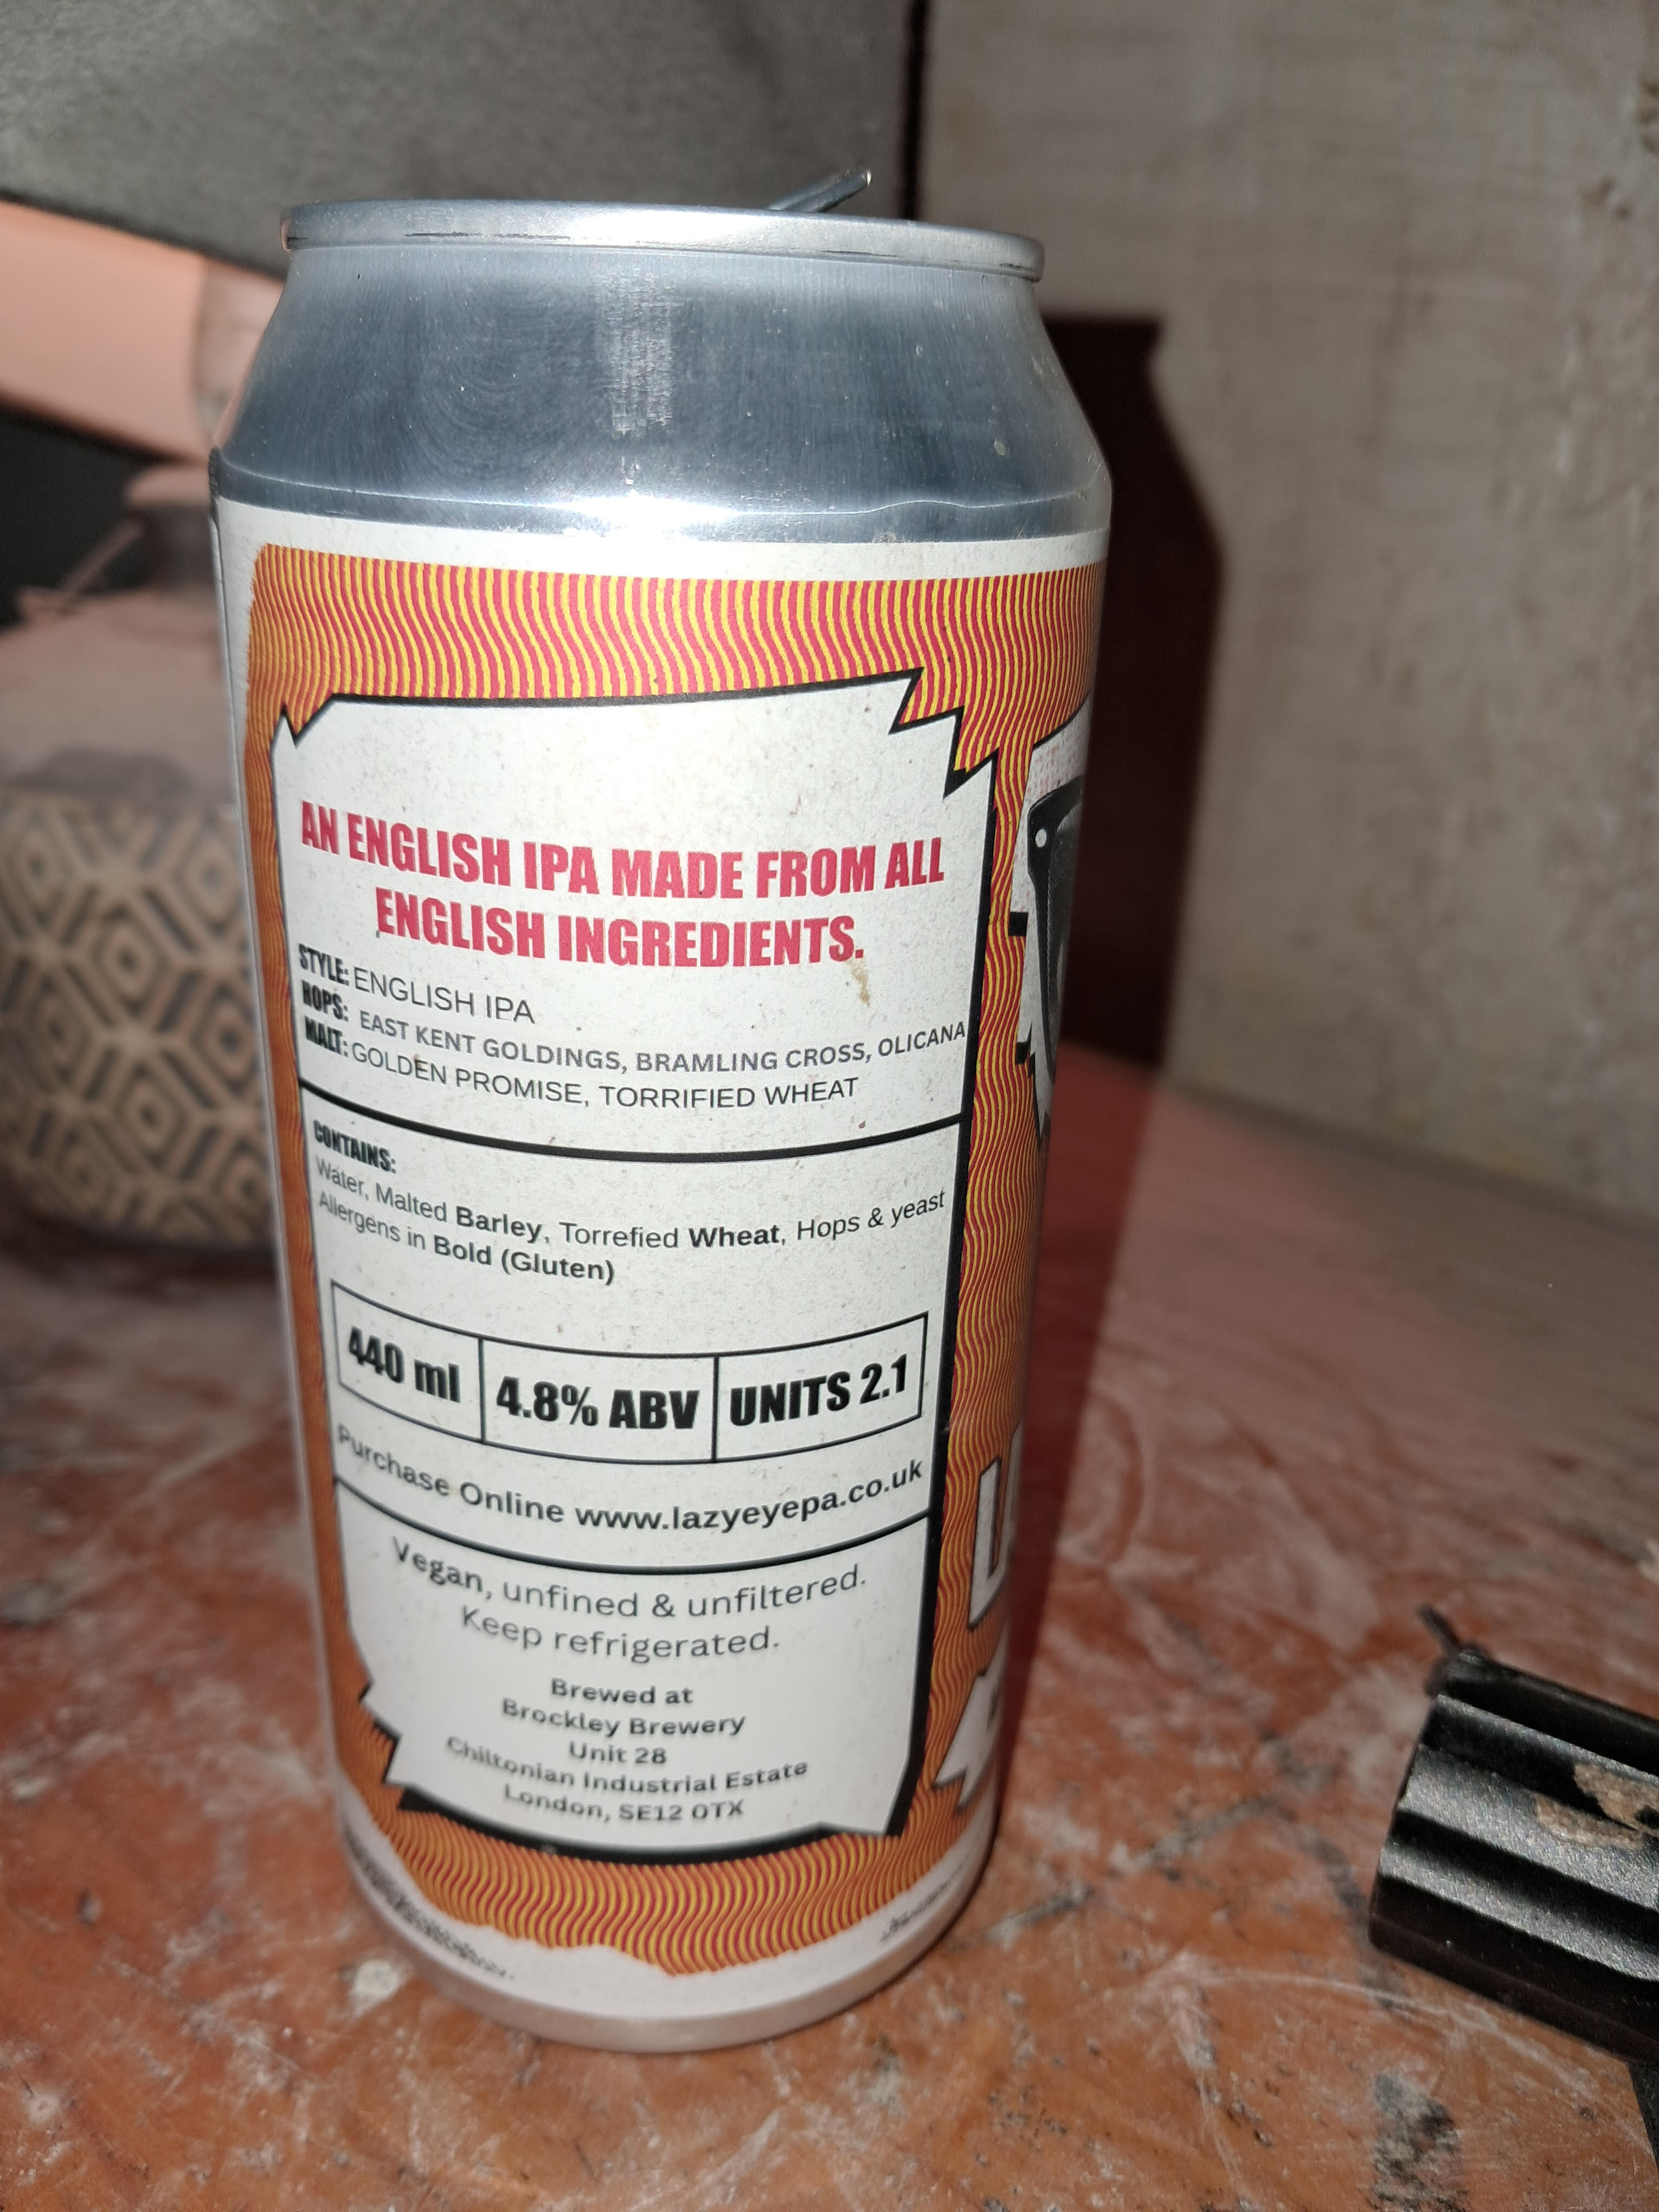 AN ENGLISH IPA MADE FROM ALL
ENGLISH INGREDIENTS.
STYLE: ENGLISH IPA
HOPS: EAST KENT GOLDINGS, BRAMLING CROSS, OLICANA
MALT: GOLDEN PROMISE, TORRIFIED WHEAT
CONTAINS:
Water, Malted Barley, Torrefied Wheat, Hops & yeast
Allergens in Bold (Gluten)
440 ml 4.8% ABV UNITS 2.1
Purchase Online www.lazyeyepa.co.uk
Vegan, unfined & unfiltered.
Keep refrigerated.
Brewed at
Brockley Brewery
Unit 28
Chiltonian Industrial Estate
London, SE12 0TX